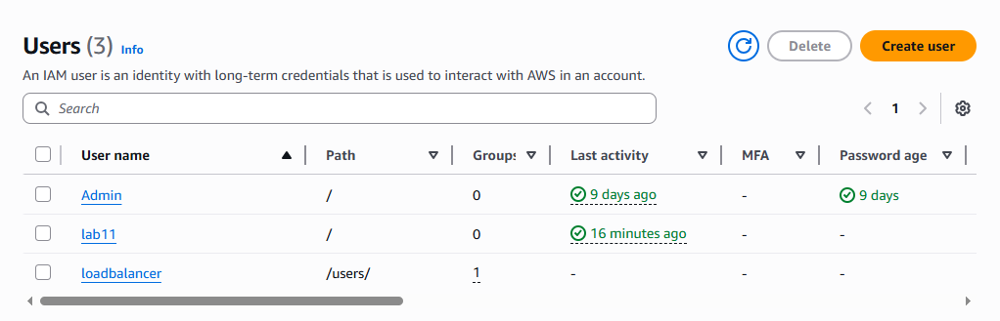 Users (3) Info
Delete
Create user
An IAM user is an identity with long-term credentials that is used to interact with AWS in an account.
Search
1
User name Path Groups Last activity MFA Password age
Admin / 0 9 days ago - 9 days
lab11 / 0 16 minutes ago - -
loadbalancer /users/ 1 - - -